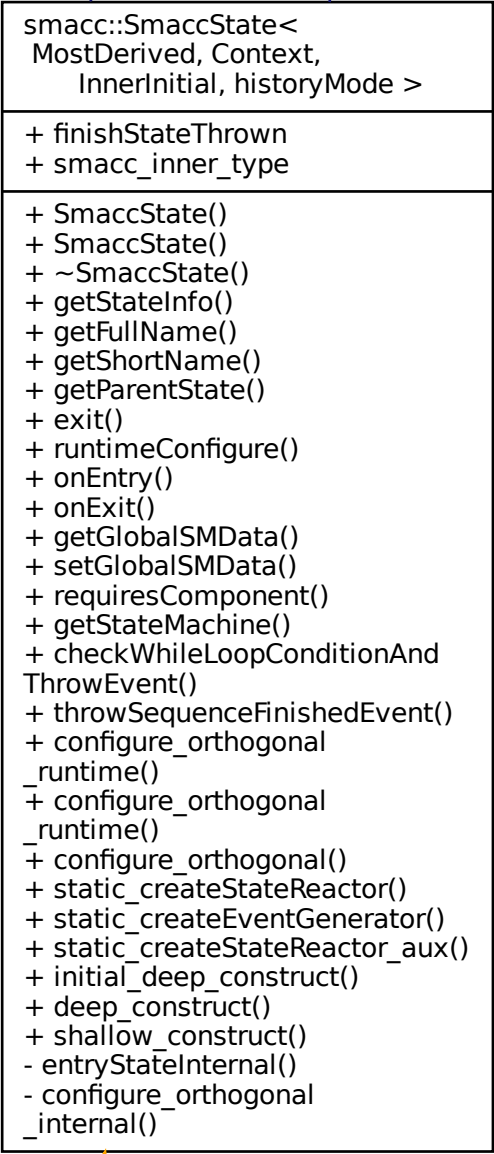 smacc::SmaccState<
MostDerived, Context,
InnerInitial, historyMode >
+ finishStateThrown
+ smacc_inner_type
+ SmaccState()
+ SmaccState()
+ ~SmaccState()
+ getStateInfo()
+ getFullName()
+ getShortName()
+ getParentState()
+ exit()
+ runtimeConfigure()
+ onEntry()
+ onExit()
+ getGlobalSMData()
+ setGlobalSMData()
+ requiresComponent()
+ getStateMachine()
+ checkWhileLoopConditionAnd
ThrowEvent()
+ throwSequenceFinishedEvent()
+ configure_orthogonal
_runtime()
+ configure_orthogonal
_runtime()
+ configure_orthogonal()
+ static_createStateReactor()
+ static_createEventGenerator()
+ static_createStateReactor_aux()
+ initial_deep_construct()
+ deep_construct()
+ shallow_construct()
- entryStateInternal()
- configure_orthogonal
_internal()